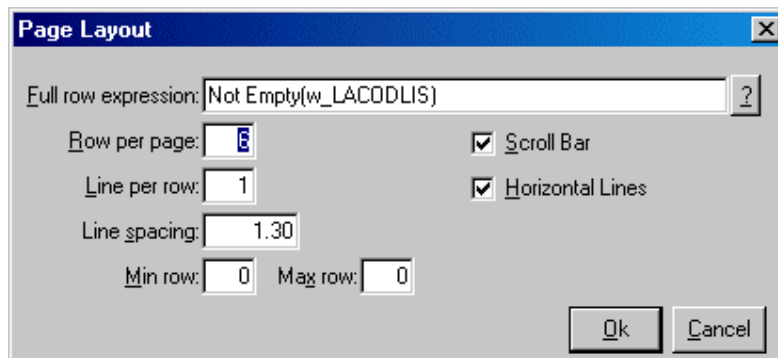 Page Layout
Full row expression: Not Empty(w_LACODLIS) ?
Row per page: 6 Scroll Bar
Line per row: 1 Horizontal Lines
Line spacing: 1.30
Min row: 0 Max row: 0
Ok Cancel